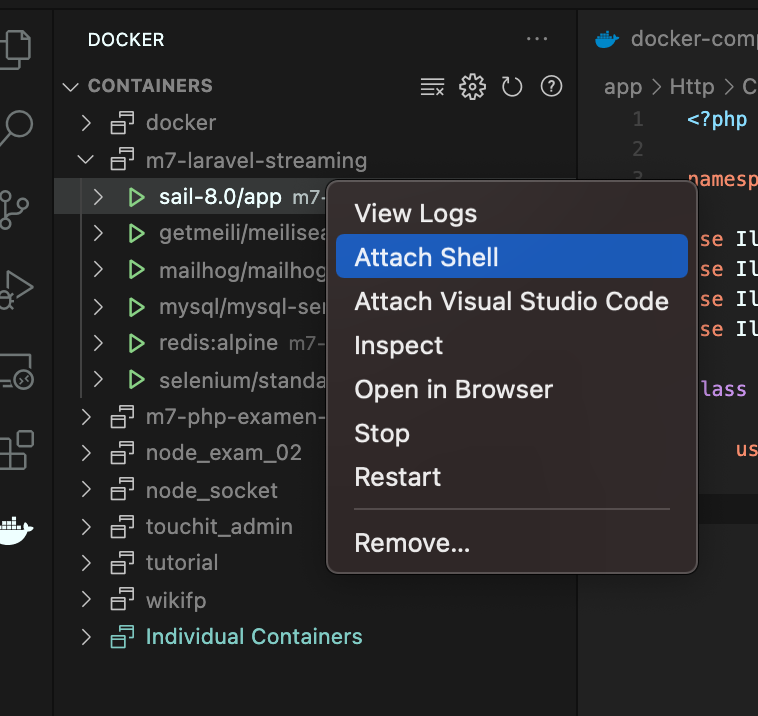 DOCKER
CONTAINERS
docker
m7-laravel-streaming
sail-8.0/app m7-
getmeili/meilisea
mailhog/mailhog
mysql/mysql-ser
redis:alpine m7-
selenium/standa
m7-php-examen-
node_exam_02
node_socket
touchit_admin
tutorial
wikifp
Individual Containers
View Logs
Attach Shell
Attach Visual Studio Code
Inspect
Open in Browser
Stop
Restart
Remove...
docker-comp
app > Http > C
1 <?php
2
3 namesp
se Il
se Il
se Il
se Il
lass
us